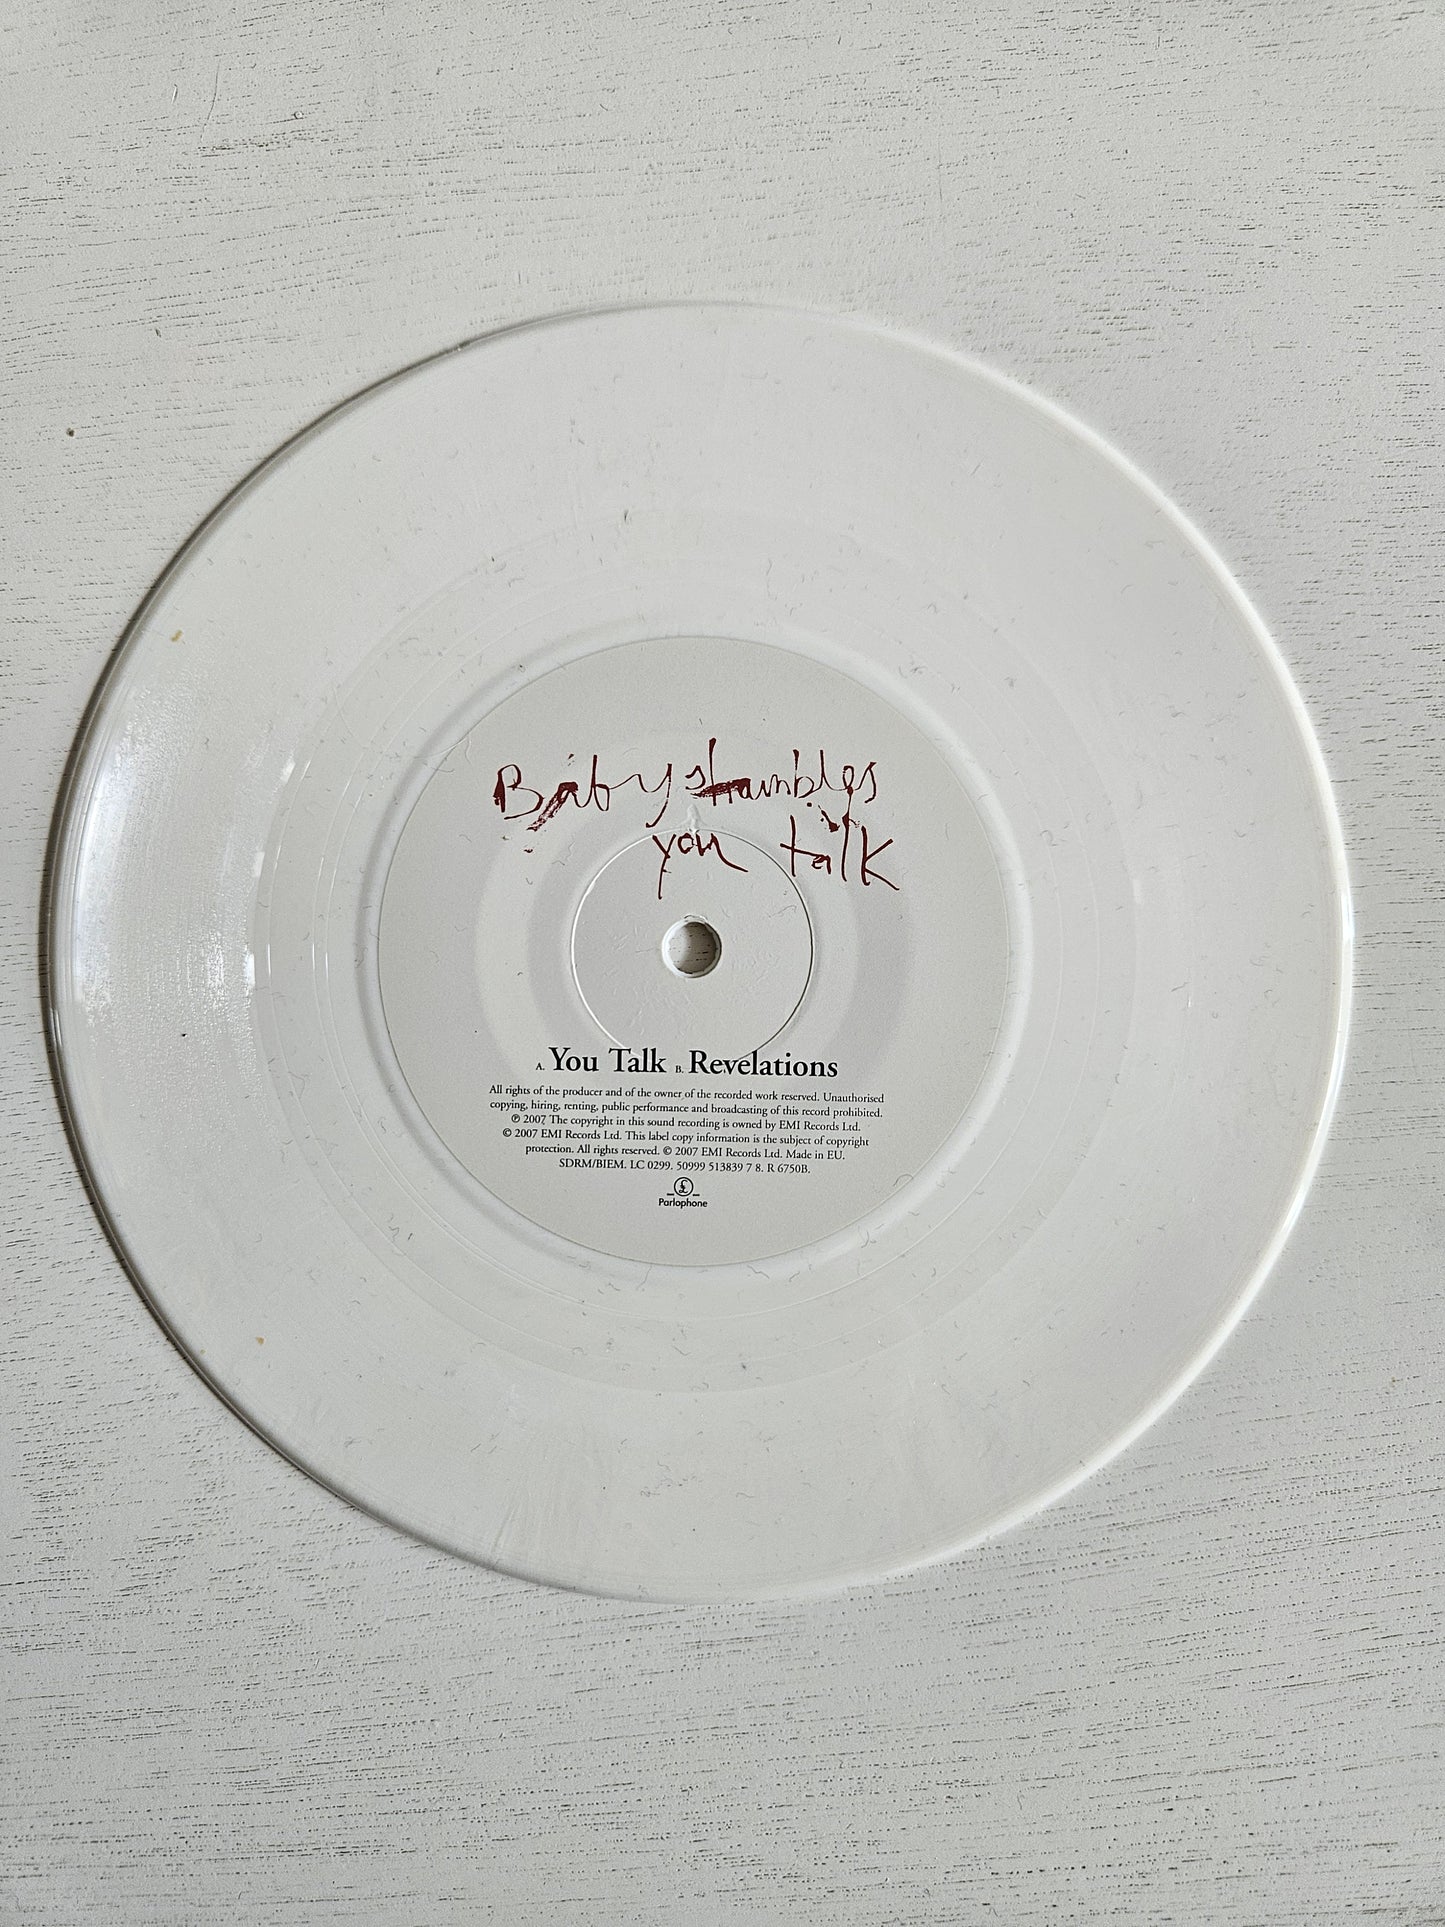 Babyshambles
you talk
A. You Talk B. Revelations
All rights of the producer and of the owner of the recorded work reserved. Unauthorised
copying, hiring, renting, public performance and broadcasting of this record prohibited.
℗ 2007 The copyright in this sound recording is owned by EMI Records Ltd.
© 2007 EMI Records Ltd. This label copy information is the subject of copyright
protection. All rights reserved. © 2007 EMI Records Ltd. Made in EU.
SDRM/BIEM. LC 0299. 50999 513839 7 8. R 6750B.
£
Parlophone